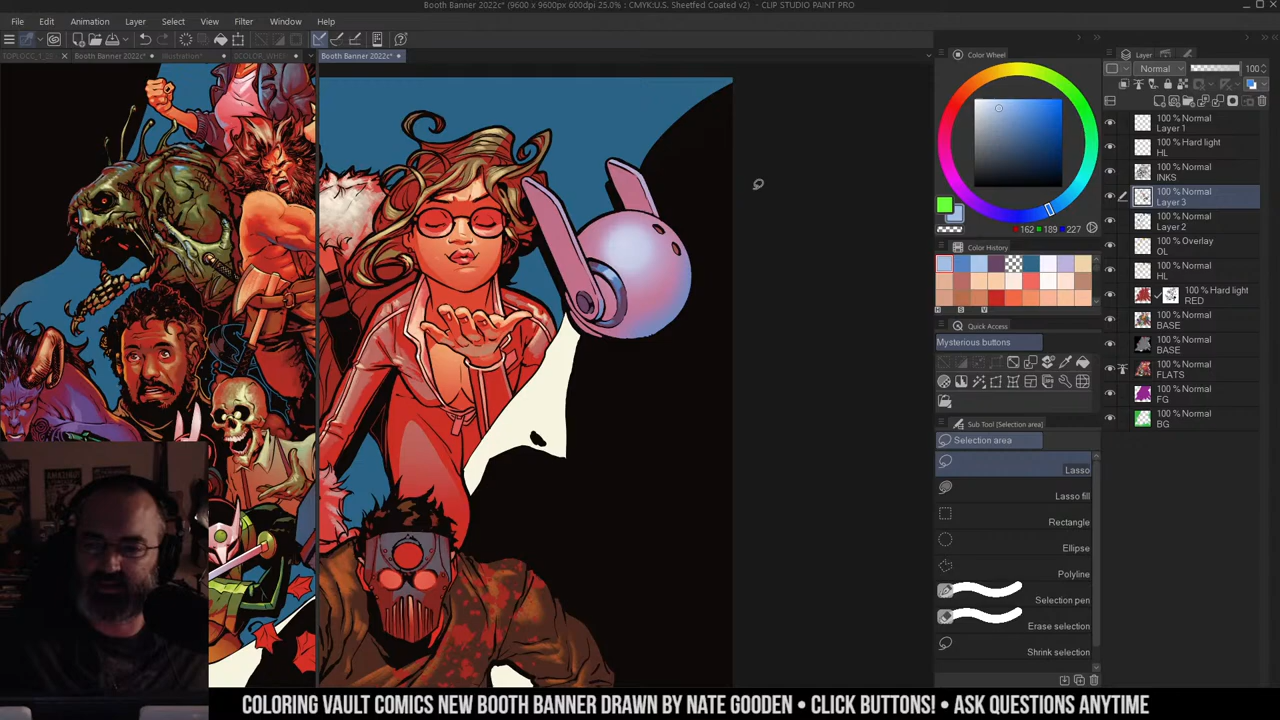 Booth Banner 2022c* (9600 x 9600px 600dpi 25.0% : CMYK:U.S. Sheetfed Coated v2) - CLIP STUDIO PAINT PRO
File Edit Animation Layer Select View Filter Window Help
Booth Banner 2022c* Illustration* Booth Banner 2022c*
Color Wheel
162 189 227
Color History
H S V
Quick Access
Mysterious buttons
Sub Tool [Selection area]
Selection area
Lasso
Lasso fill
Rectangle
Ellipse
Polyline
Selection pen
Erase selection
Shrink selection
Layer
Normal 100
100 % Normal
Layer 1
100 % Hard light
HL
100 % Normal
INKS
100 % Normal
Layer 3
100 % Normal
Layer 2
100 % Overlay
OL
100 % Normal
HL
100 % Hard light
RED
100 % Normal
BASE
100 % Normal
BASE
100 % Normal
FLATS
100 % Normal
FG
100 % Normal
BG
COLORING VAULT COMICS NEW BOOTH BANNER DRAWN BY NATE GOODEN • CLICK BUTTONS! • ASK QUESTIONS ANYTIME